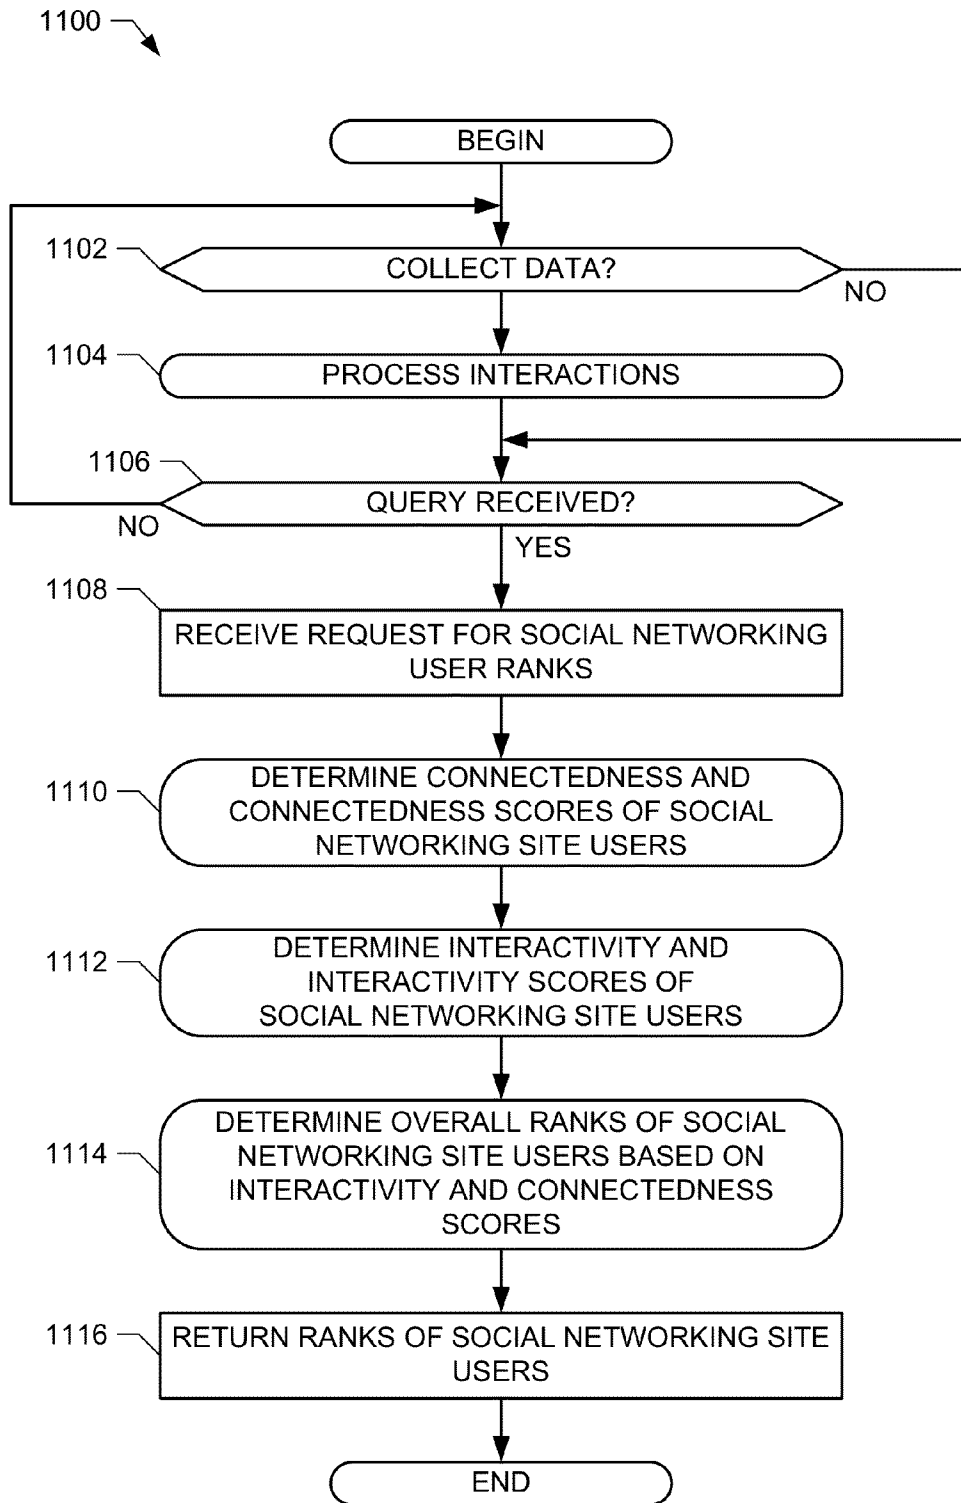 1100
BEGIN
1102
COLLECT DATA?
NO
1104
PROCESS INTERACTIONS
1106
QUERY RECEIVED?
NO
YES
1108
RECEIVE REQUEST FOR SOCIAL NETWORKING
USER RANKS
1110
DETERMINE CONNECTEDNESS AND
CONNECTEDNESS SCORES OF SOCIAL
NETWORKING SITE USERS
1112
DETERMINE INTERACTIVITY AND
INTERACTIVITY SCORES OF
SOCIAL NETWORKING SITE USERS
1114
DETERMINE OVERALL RANKS OF SOCIAL
NETWORKING SITE USERS BASED ON
INTERACTIVITY AND CONNECTEDNESS
SCORES
1116
RETURN RANKS OF SOCIAL NETWORKING SITE
USERS
END